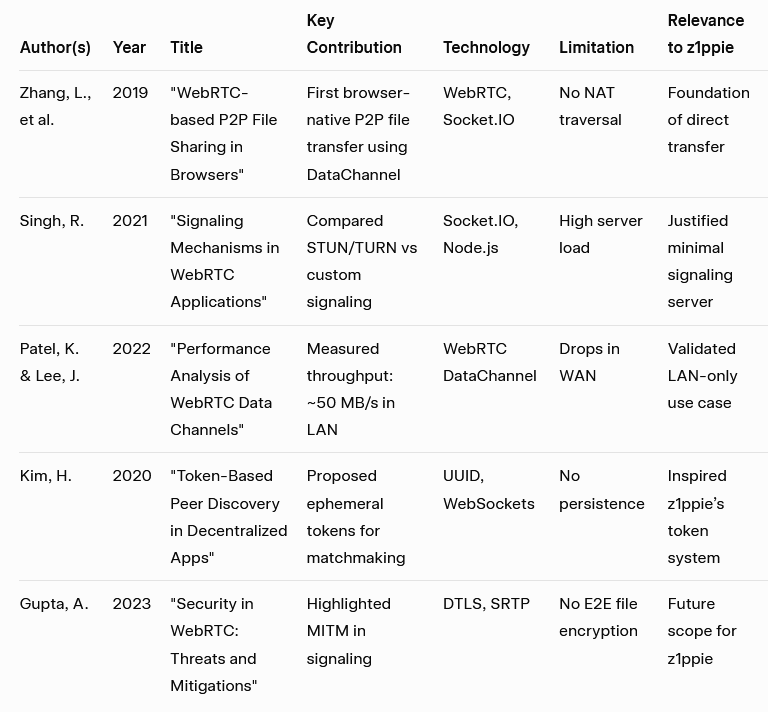 Author(s) Year Title Key Contribution Technology Limitation Relevance to z1ppie
Zhang, L., et al. 2019 "WebRTC-based P2P File Sharing in Browsers" First browser-native P2P file transfer using DataChannel WebRTC, Socket.IO No NAT traversal Foundation of direct transfer
Singh, R. 2021 "Signaling Mechanisms in WebRTC Applications" Compared STUN/TURN vs custom signaling Socket.IO, Node.js High server load Justified minimal signaling server
Patel, K. & Lee, J. 2022 "Performance Analysis of WebRTC Data Channels" Measured throughput: ~50 MB/s in LAN WebRTC DataChannel Drops in WAN Validated LAN-only use case
Kim, H. 2020 "Token-Based Peer Discovery in Decentralized Apps" Proposed ephemeral tokens for matchmaking UUID, WebSockets No persistence Inspired z1ppie’s token system
Gupta, A. 2023 "Security in WebRTC: Threats and Mitigations" Highlighted MITM in signaling DTLS, SRTP No E2E file encryption Future scope for z1ppie